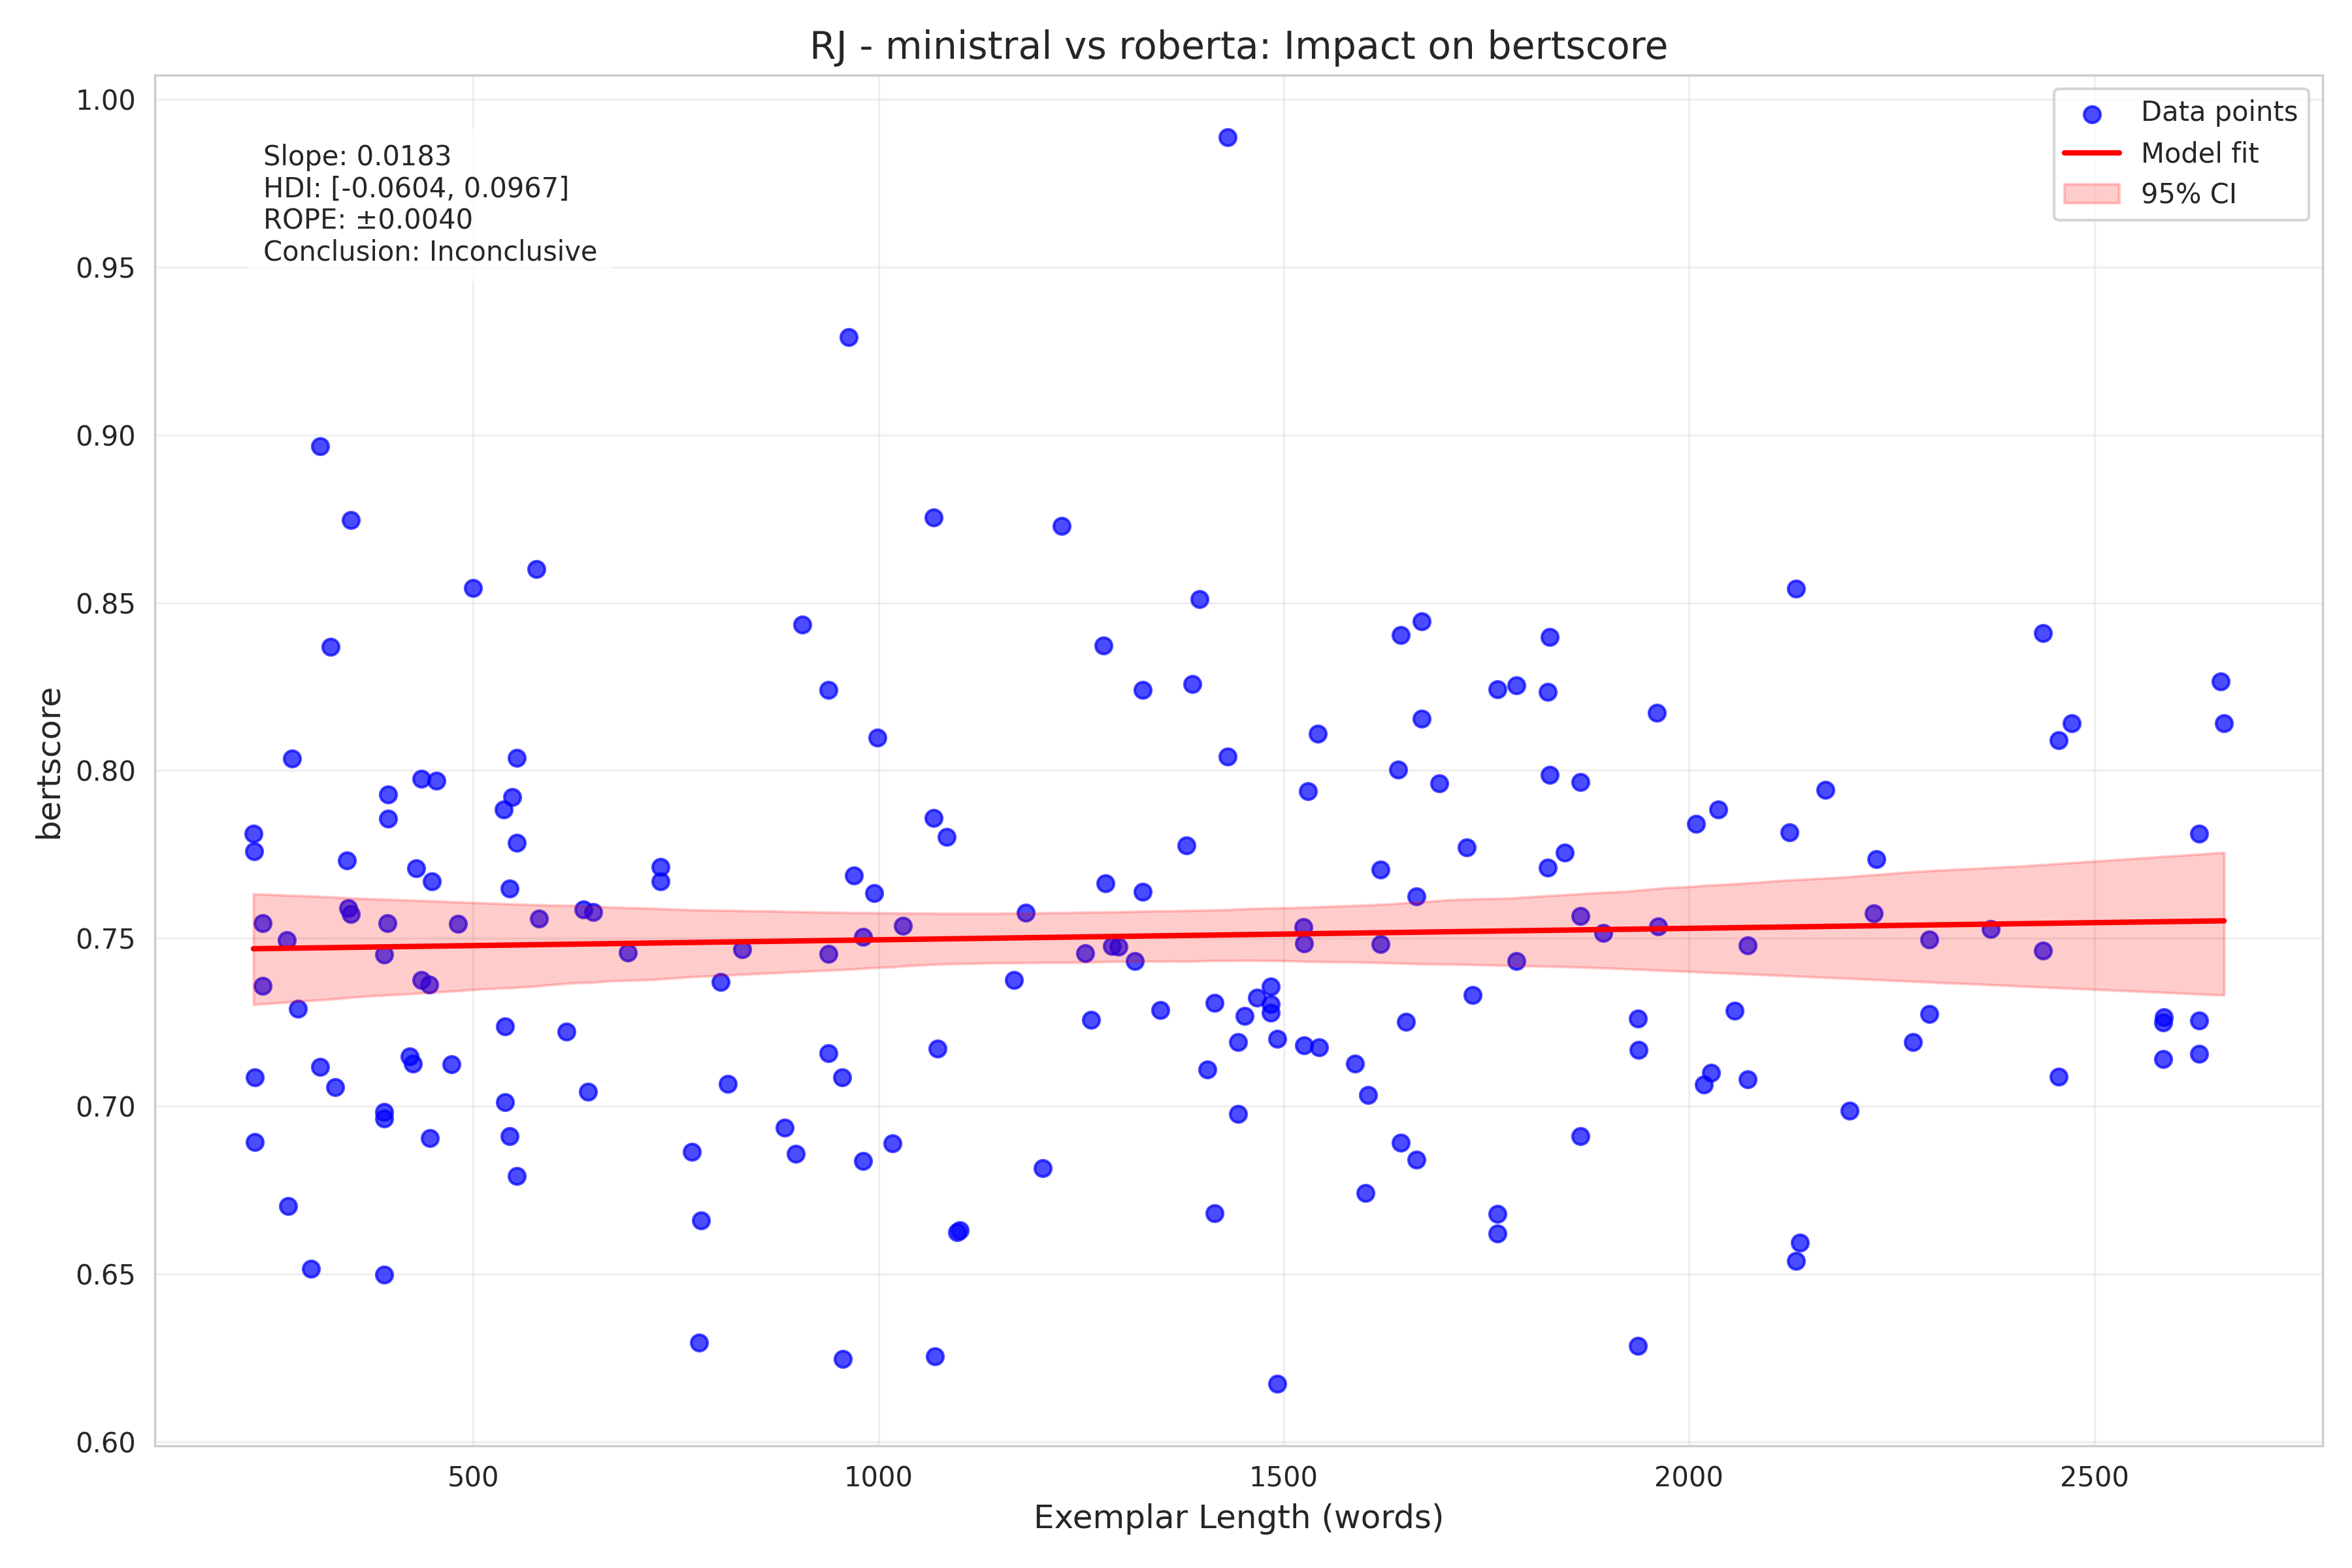 RJ - ministral vs roberta: Impact on bertscore
1.00
0.95
0.90
0.85
0.80
0.75
0.70
0.65
0.60
bertscore
Slope: 0.0183
HDI: [-0.0604, 0.0967]
ROPE: ±0.0040
Conclusion: Inconclusive
Data points
Model fit
95% CI
500 1000 1500 2000 2500
Exemplar Length (words)